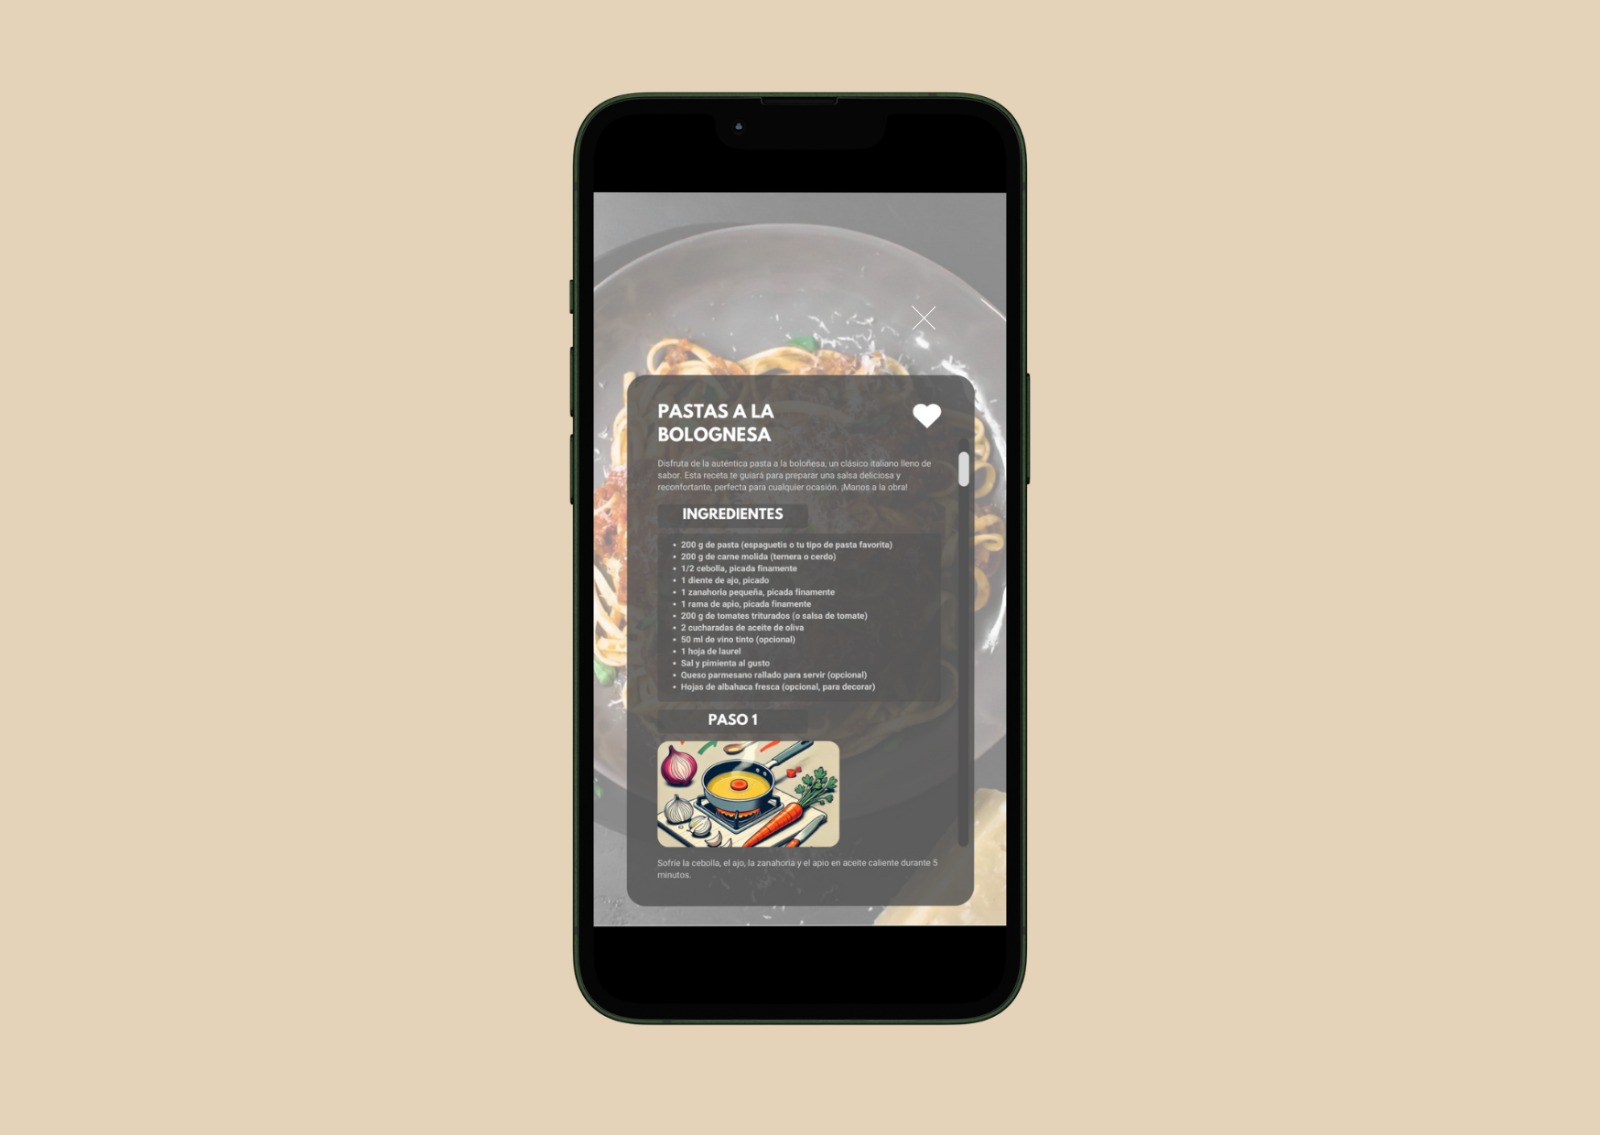 PASTAS A LA
BOLOGNESA
Disfruta de la auténtica pasta a la boloñesa, un clásico italiano lleno de
sabor. Esta receta te guiará para preparar una salsa deliciosa y
reconfortante, perfecta para cualquier ocasión. ¡Manos a la obra!
INGREDIENTES
• 200 g de pasta (espaguetis o tu tipo de pasta favorita)
• 200 g de carne molida (ternera o cerdo)
• 1/2 cebolla, picada finamente
• 1 diente de ajo, picado
• 1 zanahoria pequeña, picada finamente
• 1 rama de apio, picada finamente
• 200 g de tomates triturados (o salsa de tomate)
• 2 cucharadas de aceite de oliva
• 50 ml de vino tinto (opcional)
• 1 hoja de laurel
• Sal y pimienta al gusto
• Queso parmesano rallado para servir (opcional)
• Hojas de albahaca fresca (opcional, para decorar)
PASO 1
Sofríe la cebolla, el ajo, la zanahoria y el apio en aceite caliente durante 5
minutos.